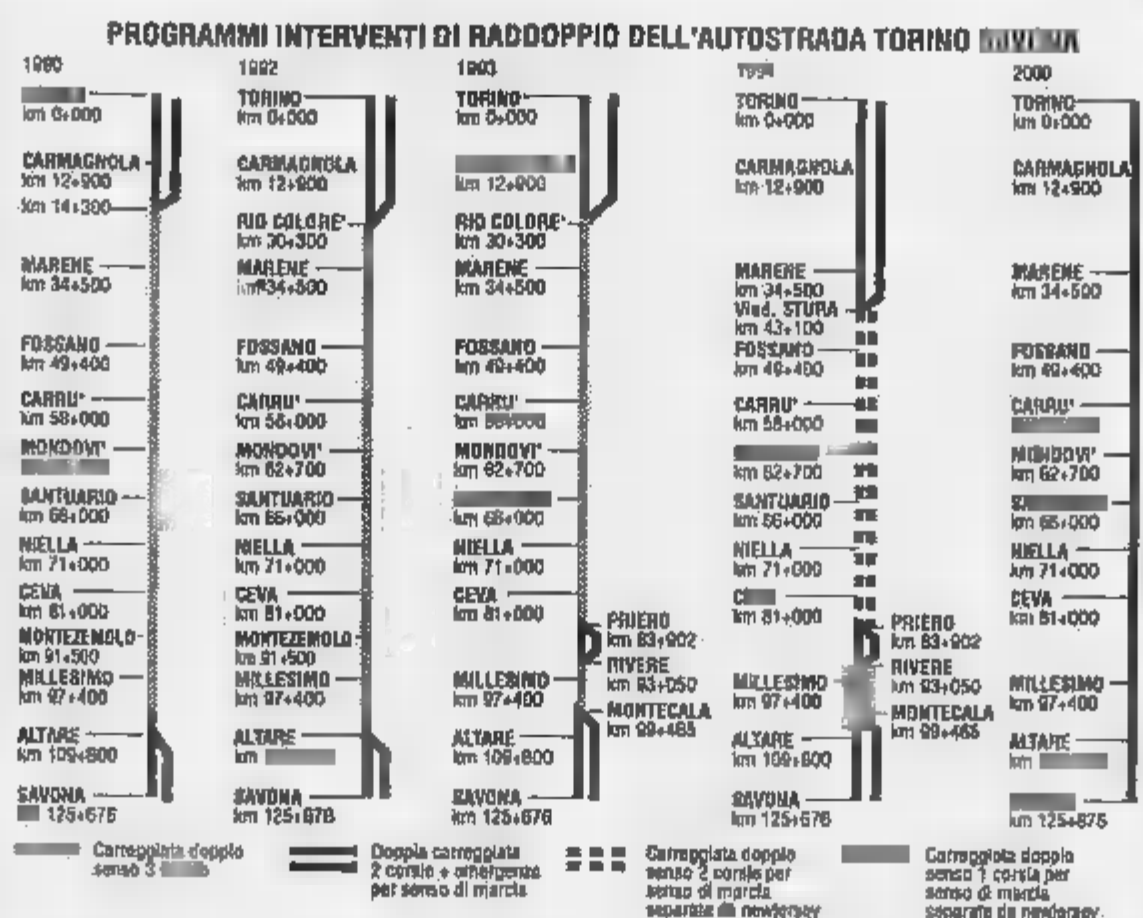 PROGRAMMI INTERVENTI DI RADDOPPIO DELL'AUTOSTRADA TORINO
1980
km 0+000
CARMAGNOLA
km 12+900
km 14+300
MARENE
km 34+500
FOSSANO
km 49+400
CARRU'
km 58+000
MONDOVI'
SANTUARIO
km 66+000
NIELLA
km 71+000
CEVA
km 81+000
MONTEZEMOLO
km 91+500
MILLESIMO
km 97+400
ALTARE
km 109+800
SAVONA
125+676
1992
TORINO
km 0+000
CARMAGNOLA
km 12+900
RIO COLORE'
km 30+300
MARENE
km 34+500
FOSSANO
km 49+400
CARRU'
km 58+000
MONDOVI'
km 62+700
SANTUARIO
km 66+000
NIELLA
km 71+000
CEVA
km 81+000
MONTEZEMOLO
km 91+500
MILLESIMO
km 97+400
ALTARE
km
SAVONA
km 125+676
1993
TORINO
km 0+000
km 12+900
RIO COLORE'
km 30+300
MARENE
km 34+500
FOSSANO
km 49+400
CARRU'
km
MONDOVI'
km 62+700
km 66+000
NIELLA
km 71+000
CEVA
km 81+000
PRIERO
km 83+902
RIVERE
km 93+050
MILLESIMO
km 97+400
MONTECALA
km 99+465
ALTARE
km 109+800
SAVONA
km 125+676
1994
TORINO
km 0+000
CARMAGNOLA
km 12+900
MARENE
km 34+500
Viad. STURA
km 43+100
FOSSANO
km 49+400
CARRU'
km 58+000
km 62+700
SANTUARIO
km 66+000
NIELLA
km 71+000
km 81+000
PRIERO
km 83+902
RIVERE
km 93+050
MILLESIMO
km 97+400
MONTECALA
km 99+465
ALTARE
km 109+800
SAVONA
km 125+676
2000
TORINO
km 0+000
CARMAGNOLA
km 12+900
MARENE
km 34+500
FOSSANO
km 49+400
CARRU'
MONDOVI'
km 62+700
km 66+000
NIELLA
km 71+000
CEVA
km 81+000
MILLESIMO
km 97+400
ALTARE
km
km 125+676
Carreggiata doppio
senso 3
Doppia carreggiata
2 corsie + emergenza
per senso di marcia
Carreggiata doppio
senso 2 corsie per
senso di marcia
separate da newjersey
Carreggiata doppio
senso 1 corsia per
senso di marcia
separate da newjersey